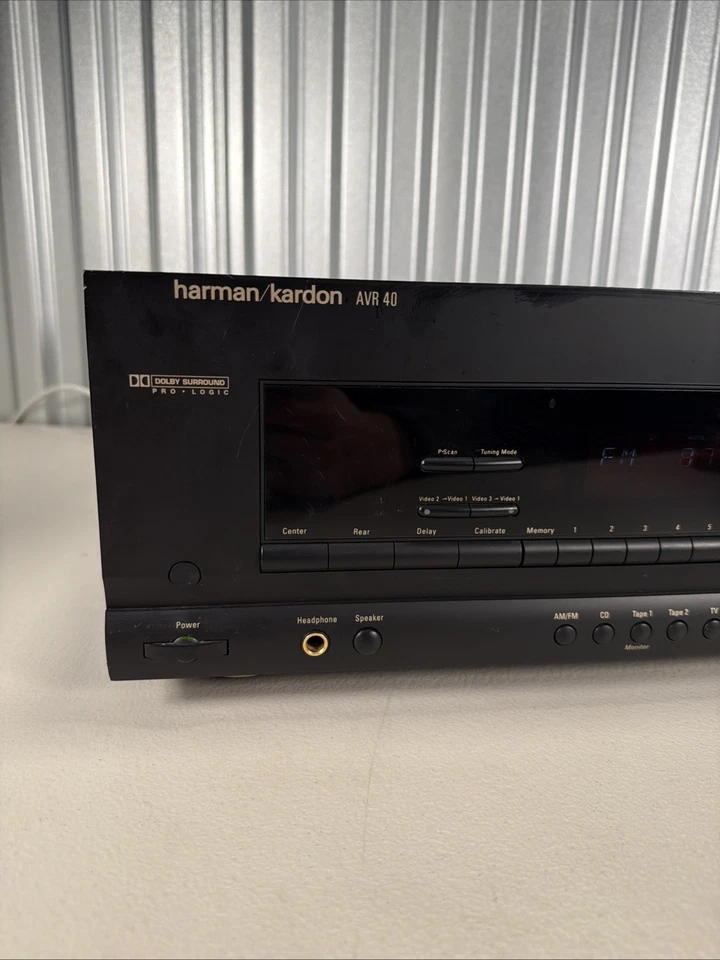 harman/kardon AVR 40
DOLBY SURROUND
PRO • LOGIC
P•Scan Tuning Mode
FM 87
Video 2 → Video 1 Video 3 → Video 1
Center Rear Delay Calibrate Memory 1 2 3 4 5
Power Headphone Speaker AM/FM CD Tape 1 Tape 2 TV
Monitor